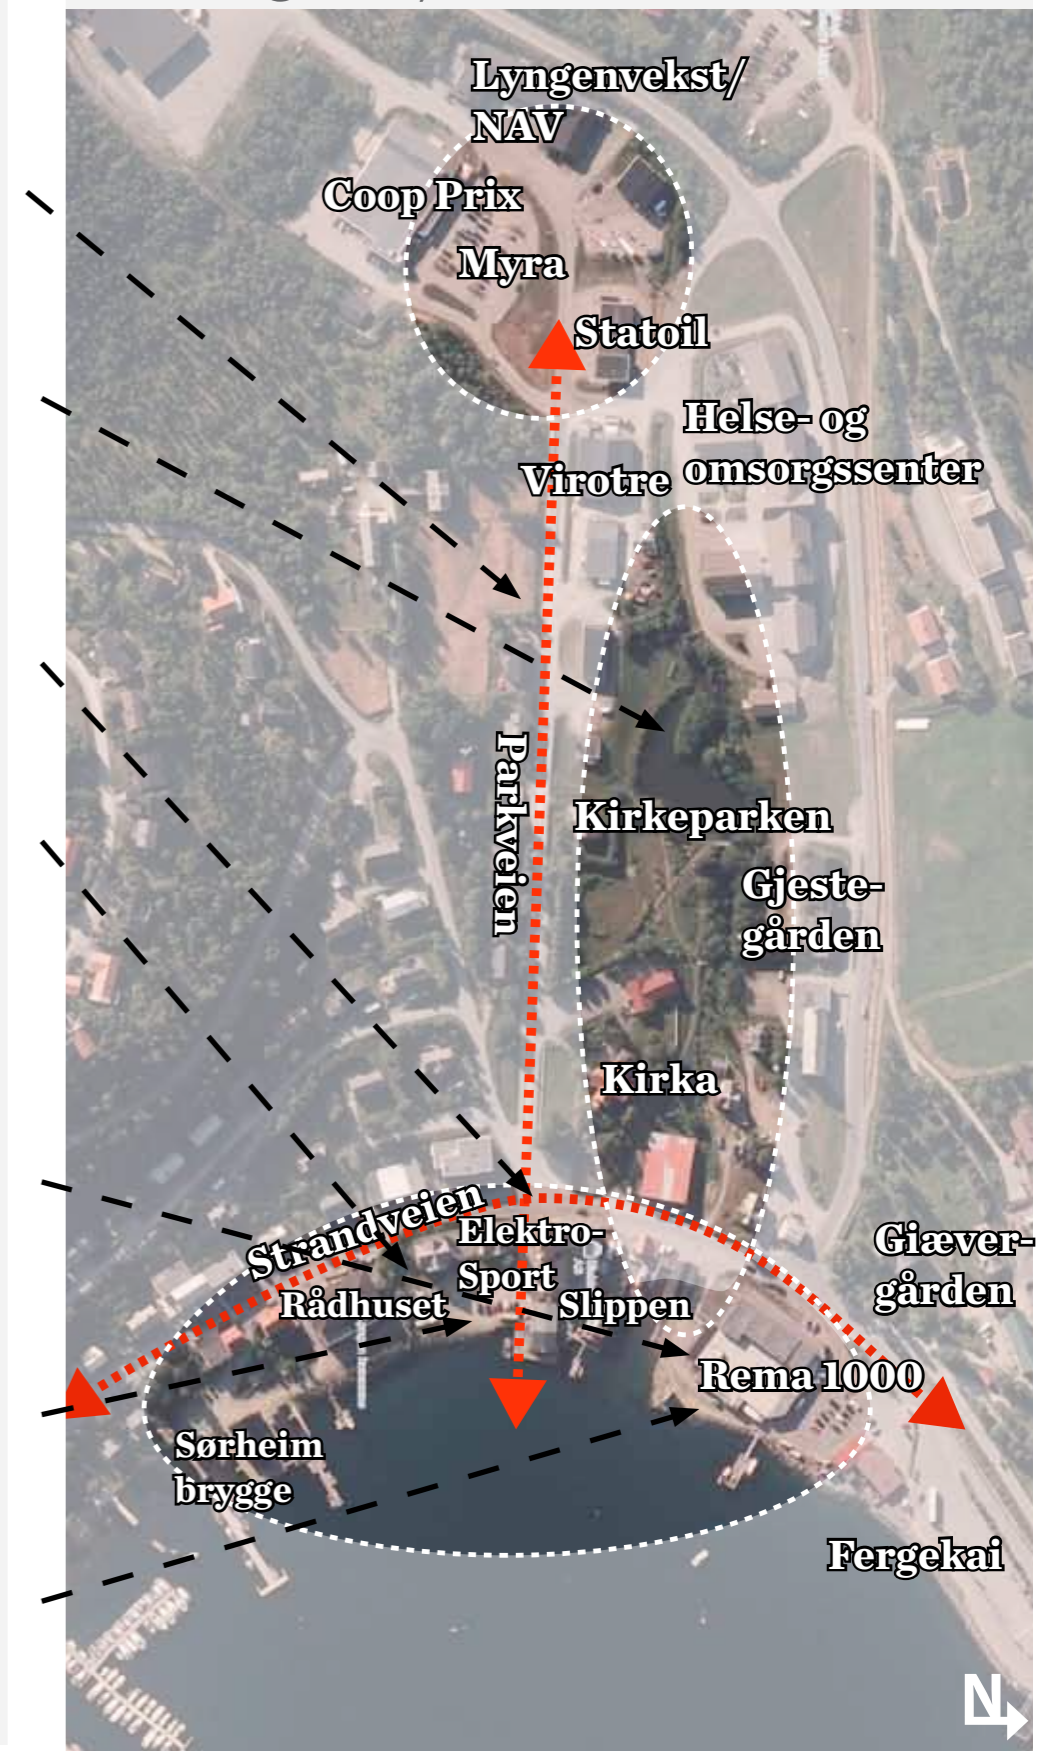 Lyngenvekst/
NAV
Coop Prix
Myra
Statoil
Helse- og
omsorgssenter
Virotre
Parkveien
Kirkeparken
Gjeste-
gården
Kirka
Strandveien
Elektro-
Sport
Rådhuset
Slippen
Giæver-
gården
Rema 1000
Sørheim
brygge
Fergekai
N